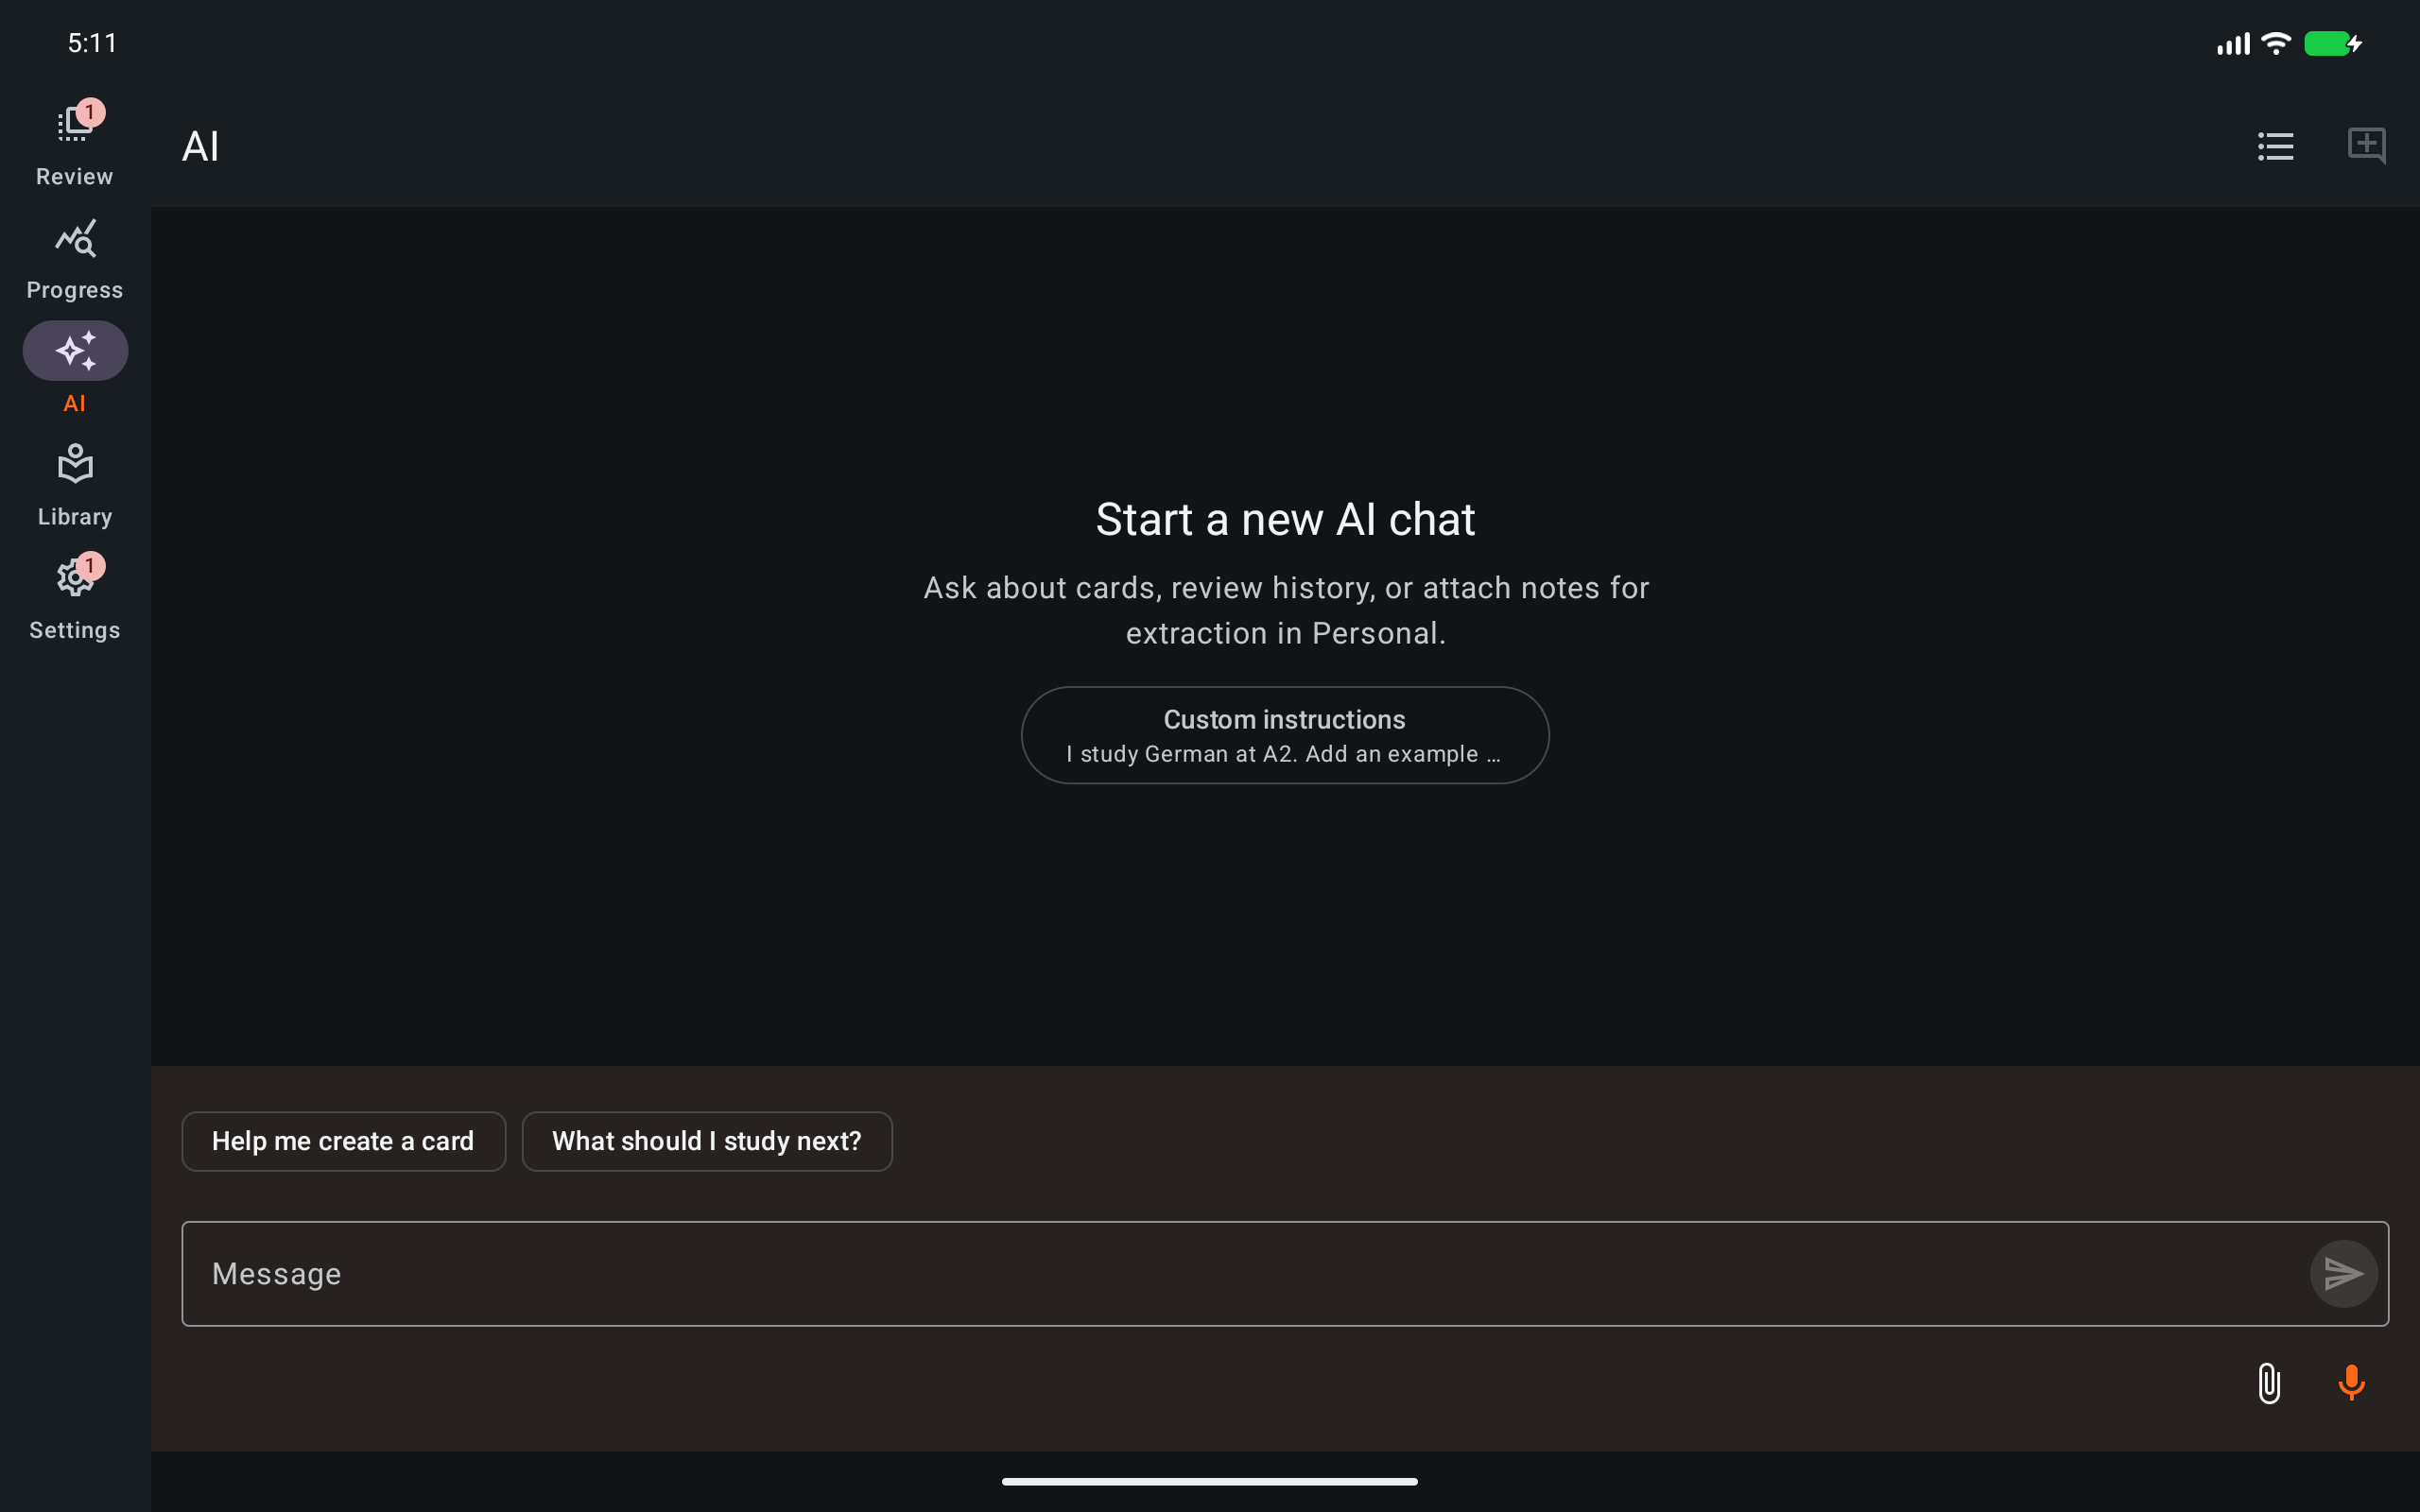 5:11
1
Review
Progress
AI
Library
1
Settings
AI
Start a new AI chat
Ask about cards, review history, or attach notes for
extraction in Personal.
Custom instructions
I study German at A2. Add an example …
Help me create a card
What should I study next?
Message